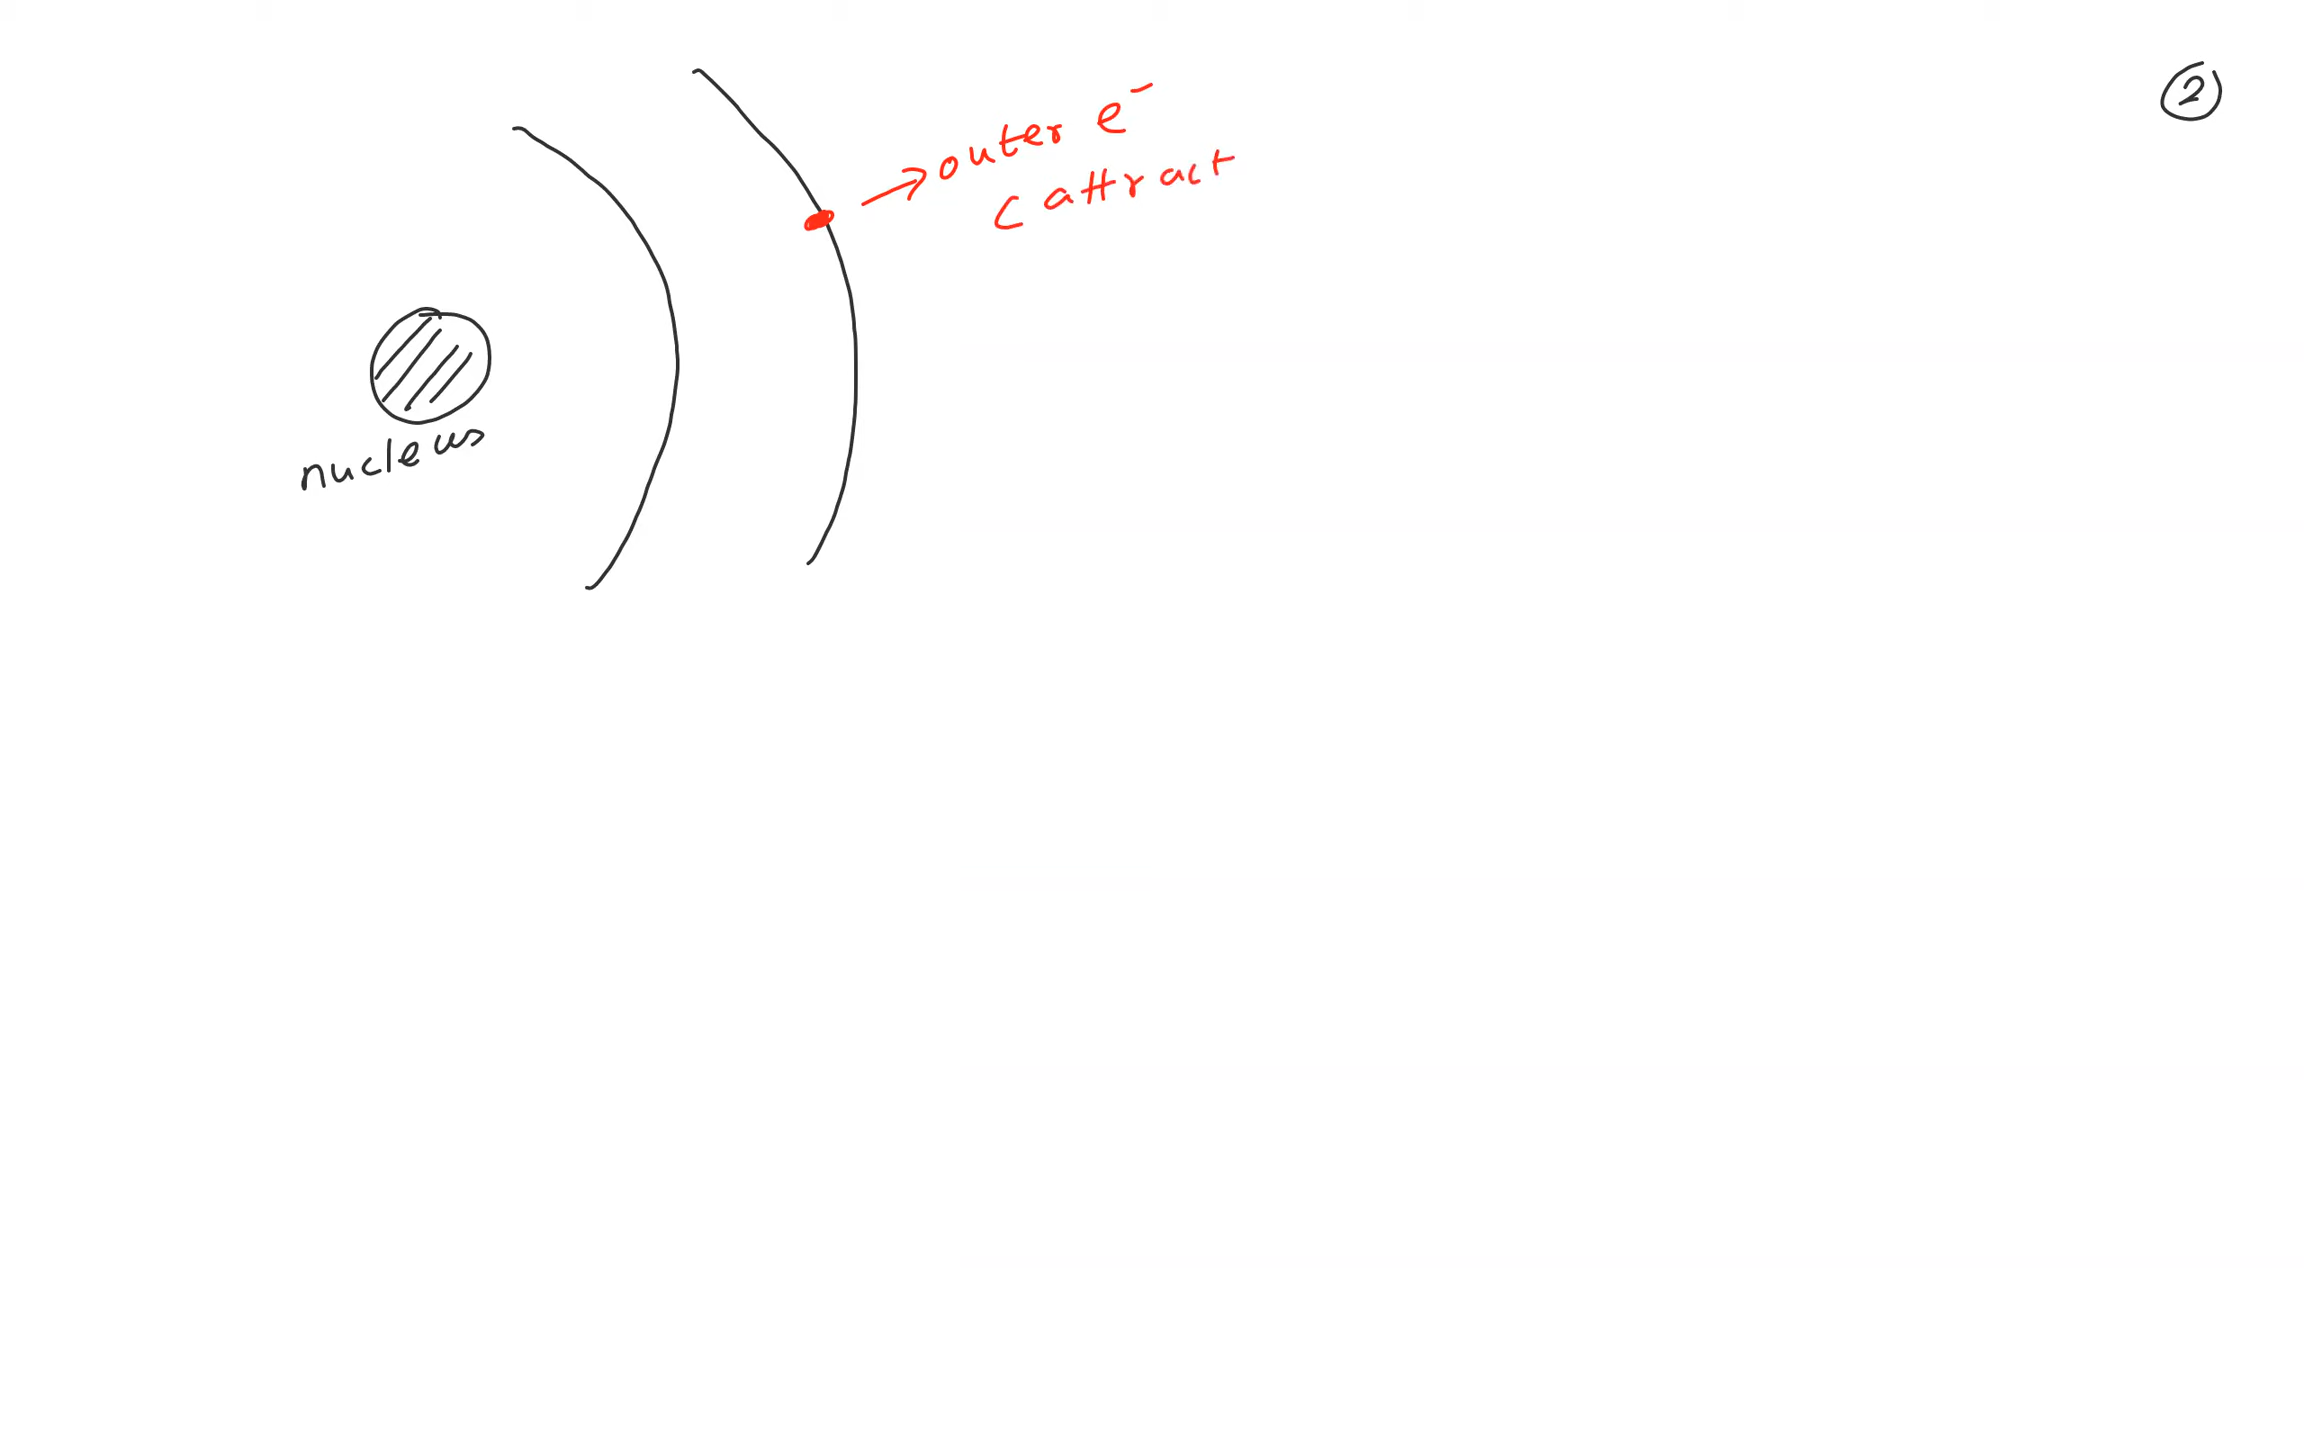 ②
outer e⁻
( attract
nucleus